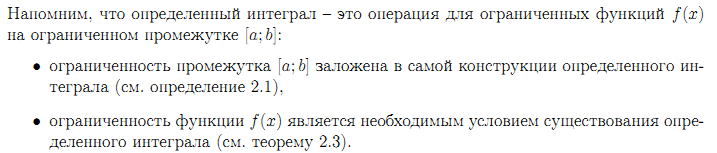 Напомним, что определенный интеграл – это операция для ограниченных функций f(x)
на ограниченном промежутке [a; b]:
• ограниченность промежутка [a; b] заложена в самой конструкции определенного ин-
теграла (см. определение 2.1),
• ограниченность функции f(x) является необходимым условием существования опре-
деленного интеграла (см. теорему 2.3).